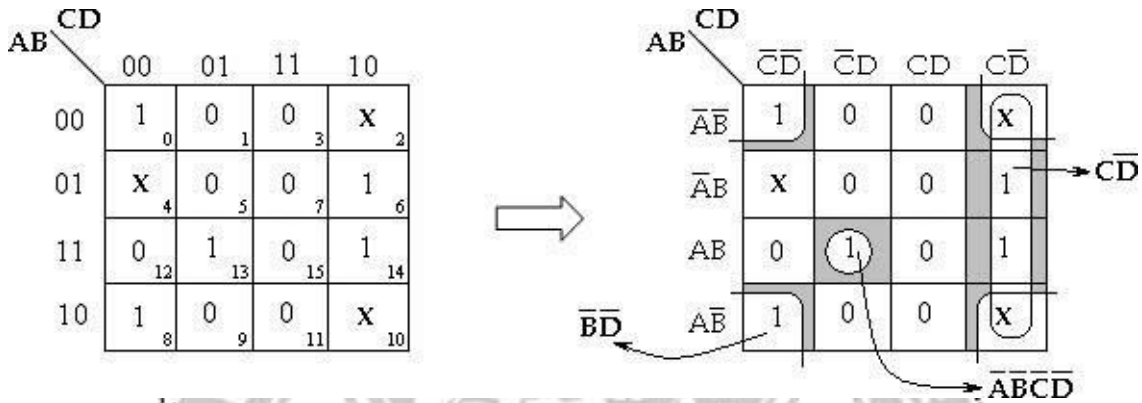 CD
AB
00 01 11 10
00 1 0 0 X
0 1 3 2
01 X 0 0 1
4 5 7 6
11 0 1 0 1
12 13 15 14
10 1 0 0 X
8 9 11 10
CD
AB
C̅D̅ C̅D CD CD̅
A̅B̅ 1 0 0 X
A̅B X 0 0 1
CD̅
AB 0 1 0 1
AB̅ 1 0 0 X
B̅D̅
A̅B̅C̅D̅